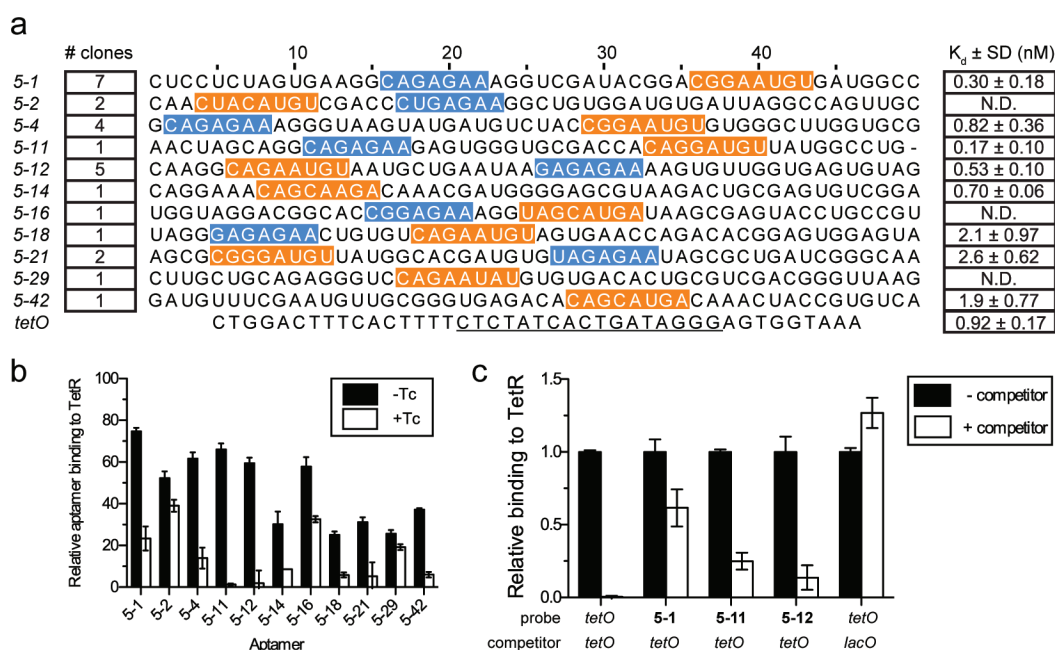 a
# clones 10 20 30 40 Kd ± SD (nM)
5-1 7 CUCCUCUAGUGAAGGCAGAGAAAGGUCGAUACGGACGGAAUGUGAUGGCC 0.30 ± 0.18
5-2 2 CAACUACAUGUCGACCCUGAGAAGGCUGUGGAUGUGAUUAGGCCAGUUGC N.D.
5-4 4 GCAGAGAAAGGGUAAGUAUGAUGUCUACCGGAAUGUGUGGGCUUGGUGCG 0.82 ± 0.36
5-11 1 AACUAGCAGGCAGAGAAGAGUGGGUGCGACCACAGGAUGUUAUGGCCUG- 0.17 ± 0.10
5-12 5 CAAGGCAGAAUGUAAUGCUGAAUAAGAGAGAAAAGUGUUGGUGAGUGUAG 0.53 ± 0.10
5-14 1 CAGGAAACAGCAAGACAAACGAUGGGGAGCGUAAGACUGCGAGUGUCGGA 0.70 ± 0.06
5-16 1 UGGUAGGACGGCACCGGAGAAAGGUAGCAUGAUAAGCGAGUACCUGCCGU N.D.
5-18 1 UAGGGAGAGAACUGUGUCAGAAUGUAGUGAACCAGACACGGAGUGGAGUA 2.1 ± 0.97
5-21 2 AGCGCGGGAUGUUAUGGCACGAUGUGUAGAGAAUAGCGCUGAUCGGGCAA 2.6 ± 0.62
5-29 1 CUUGCUGCAGAGGGUCCAGAAUAUGUGUGACACUGCGUCGACGGGUUAAG N.D.
5-42 1 GAUGUUUCGAAUGUUGCGGGUGAGACACAGCAUGACAAACUACCGUGUCA 1.9 ± 0.77
tetO CTGGACTTTCACTTTTCTCTATCACTGATAGGGAGTGGTAAA 0.92 ± 0.17
b
Relative aptamer binding to TetR
100
80
60
40
20
0
-Tc
+Tc
5-1 5-2 5-4 5-11 5-12 5-14 5-16 5-18 5-21 5-29 5-42
Aptamer
c
Relative binding to TetR
1.5
1.0
0.5
0.0
- competitor
+ competitor
probe tetO 5-1 5-11 5-12 tetO
competitor tetO tetO tetO tetO lacO